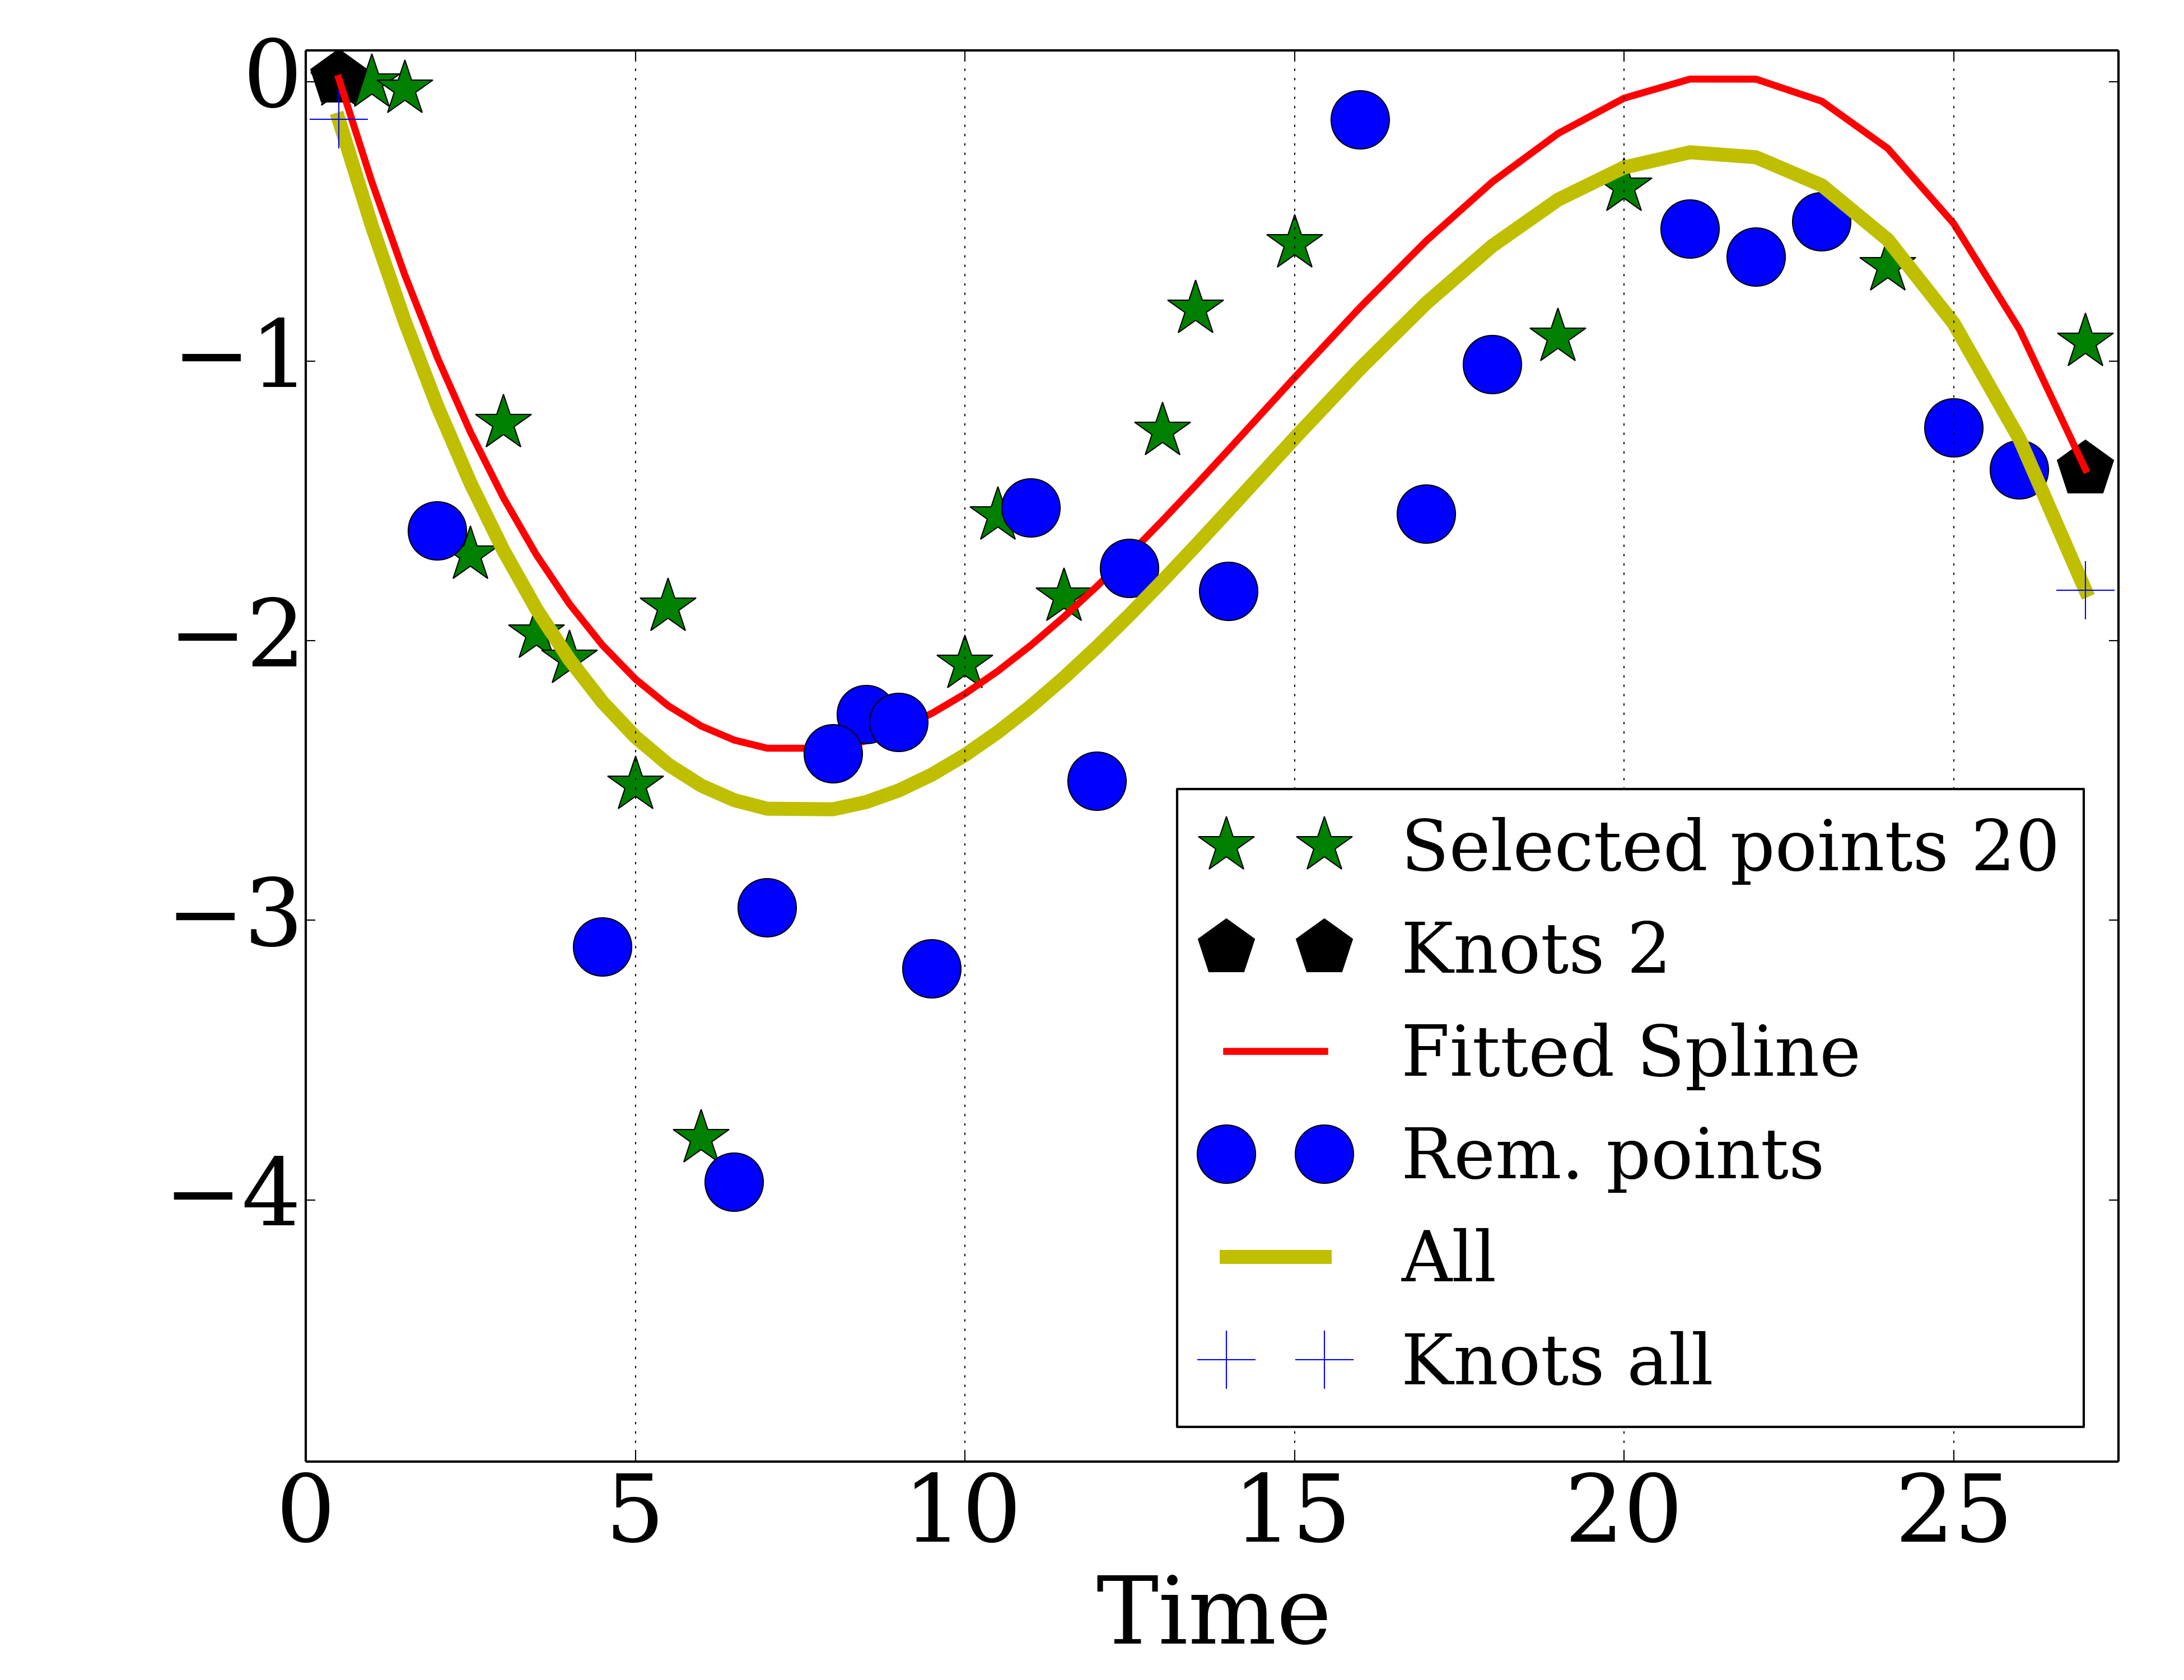 0
−1
−2
−3
−4
Selected points 20
Knots 2
Fitted Spline
Rem. points
All
Knots all
0 5 10 15 20 25
Time